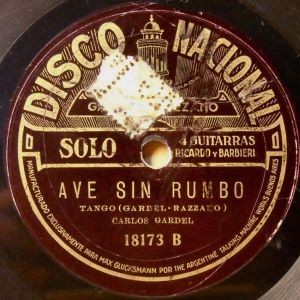 DISCO NACIONAL
SOLO
GUITARRAS
RICARDO Y BARBIERI
AVE SIN RUMBO
TANGO (GARDEL-RAZZANO)
CARLOS GARDEL
18173 B
MANUFACTURADO EXCLUSIVAMENTE PARA MAX GLUCKSMANN POR THE ARGENTINE TALKING MACHINE WORKS BUENOS AIRES